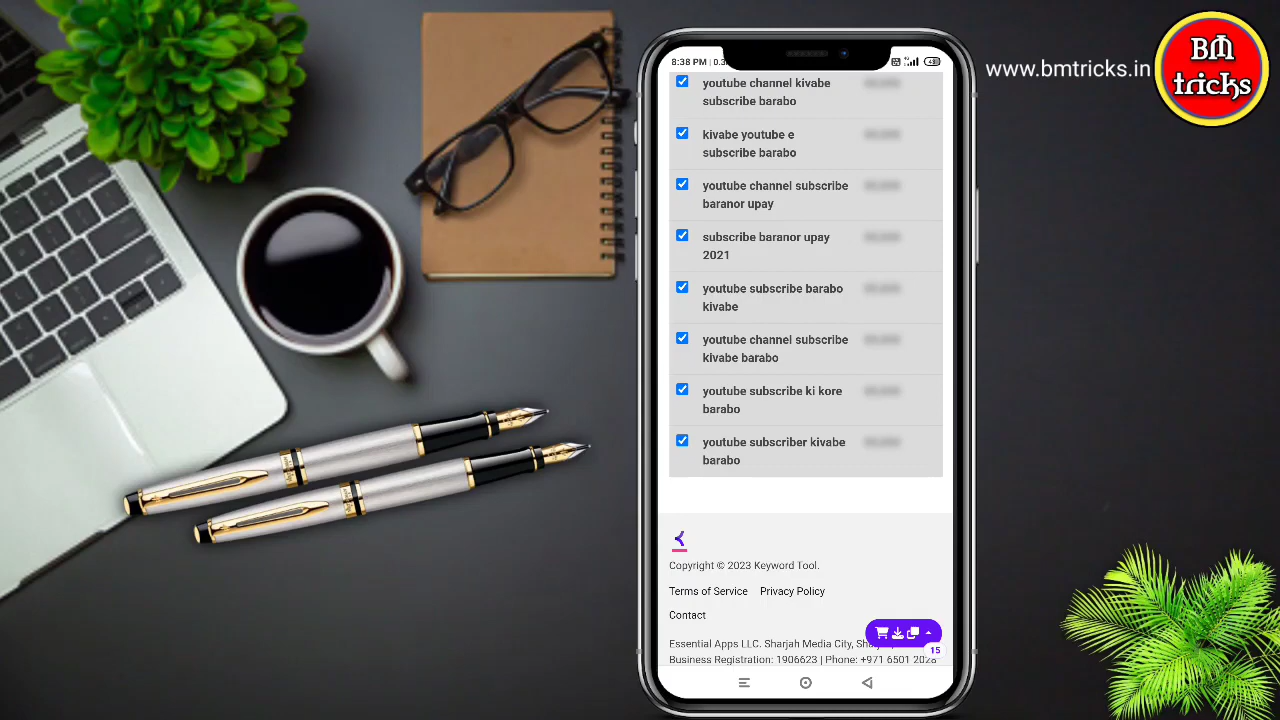 8:38 PM | 0.3
youtube channel kivabe
subscribe barabo
kivabe youtube e
subscribe barabo
youtube channel subscribe
baranor upay
subscribe baranor upay
2021
youtube subscribe barabo
kivabe
youtube channel subscribe
kivabe barabo
youtube subscribe ki kore
barabo
youtube subscriber kivabe
barabo
Copyright © 2023 Keyword Tool.
Terms of Service Privacy Policy
Contact
Essential Apps LLC. Sharjah Media City,
15
Business Registration: 1906623 | Phone: +971 6501 2028
www.bmtricks.in
BM
tricks